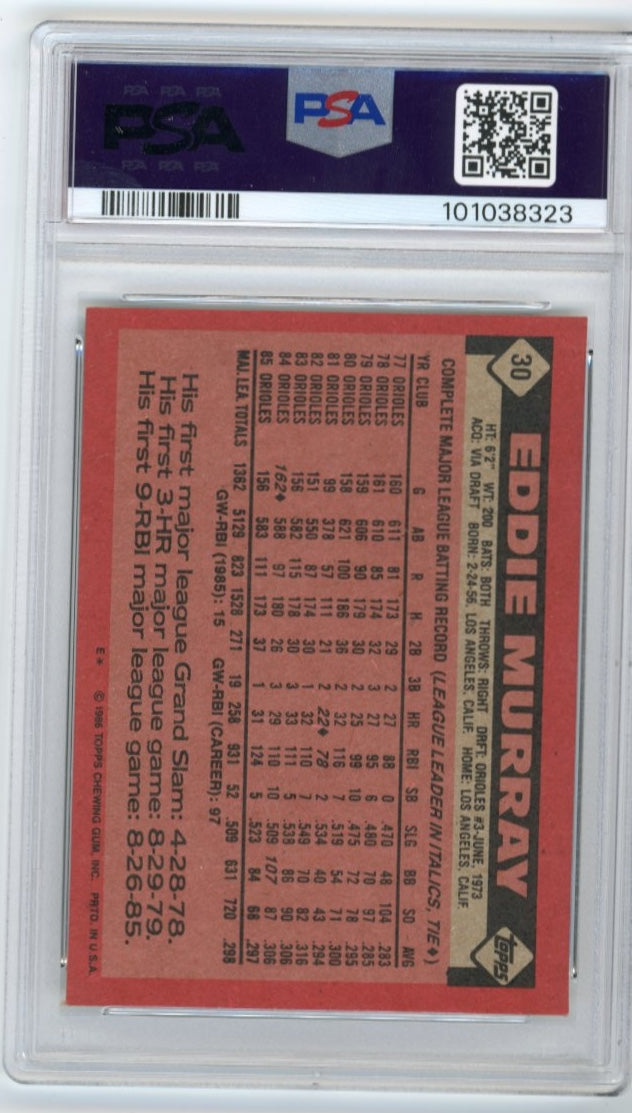 PSA PSA PSA
PSA
PSA PSA PSA
PSA
101038323
30
EDDIE MURRAY
topps
HT: 6'2" WT: 200 BATS: BOTH THROWS: RIGHT DRFT: ORIOLES #3-JUNE, 1973
ACQ: VIA DRAFT BORN: 2-24-56, LOS ANGELES, CALIF. HOME: LOS ANGELES, CALIF.
COMPLETE MAJOR LEAGUE BATTING RECORD (LEAGUE LEADER IN ITALICS, TIE ♦)
YR CLUB G AB R H 2B 3B HR RBI SB SLG BB SO AVG
77 ORIOLES 160 611 81 173 29 2 27 88 0 .470 48 104 .283
78 ORIOLES 161 610 85 174 32 3 27 95 6 .480 70 97 .285
79 ORIOLES 159 606 90 179 30 2 25 99 10 .475 72 78 .295
80 ORIOLES 158 621 100 186 36 2 32 116 7 .519 54 71 .300
81 ORIOLES 99 378 57 111 21 2 22♦ 78 2 .534 40 43 .294
82 ORIOLES 151 550 87 174 30 1 32 110 7 .549 70 82 .316
83 ORIOLES 156 582 115 178 30 3 33 111 5 .538 86 90 .306
84 ORIOLES 162♦ 588 97 180 26 3 29 110 10 .509 107 87 .306
85 ORIOLES 156 583 111 173 37 1 31 124 5 .523 84 68 .297
MAJ. LEA. TOTALS 1362 5129 823 1528 271 19 258 931 52 .509 631 720 .298
GW-RBI (1985): 15 GW-RBI (CAREER): 97
His first major league Grand Slam: 4-28-78.
His first 3-HR major league game: 8-29-79.
His first 9-RBI major league game: 8-26-85.
E* © 1986 TOPPS CHEWING GUM, INC. PRTD. IN U.S.A.